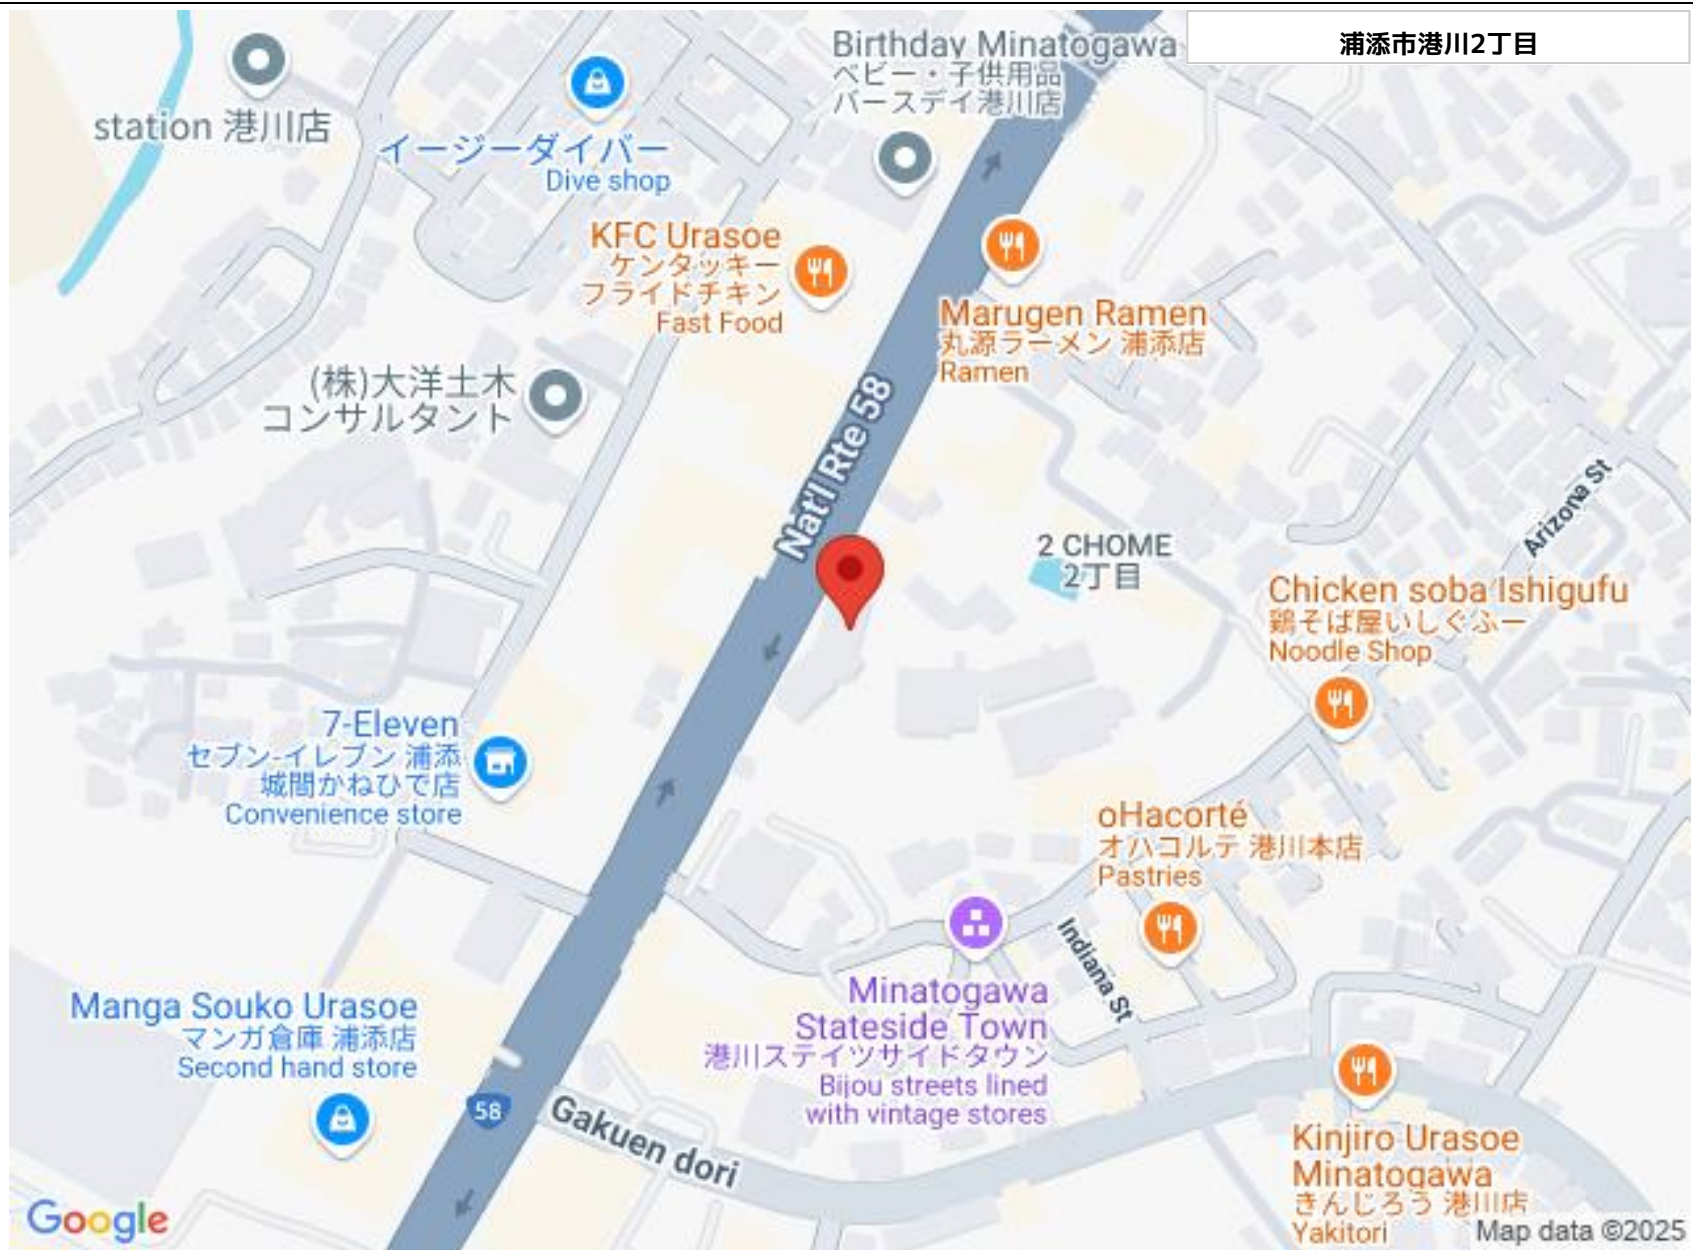 浦添市港川2丁目
Birthday Minatogawa
ベビー・子供用品
バースデイ港川店
station 港川店
イージーダイバー
Dive shop
KFC Urasoe
ケンタッキー
フライドチキン
Fast Food
Marugen Ramen
丸源ラーメン 浦添店
Ramen
(株)大洋土木
コンサルタント
Nat'l Rte 58
Arizona St
2 CHOME
2丁目
Chicken soba Ishigufu
鶏そば屋いしぐふー
Noodle Shop
7-Eleven
セブン-イレブン 浦添
城間かねひで店
Convenience store
oHacorté
オハコルテ 港川本店
Pastries
Indiana St
Minatogawa
Stateside Town
港川ステイツサイドタウン
Bijou streets lined
with vintage stores
Manga Souko Urasoe
マンガ倉庫 浦添店
Second hand store
58
Gakuen dori
Kinjiro Urasoe
Minatogawa
きんじろう 港川店
Yakitori
Google
Map data ©2025